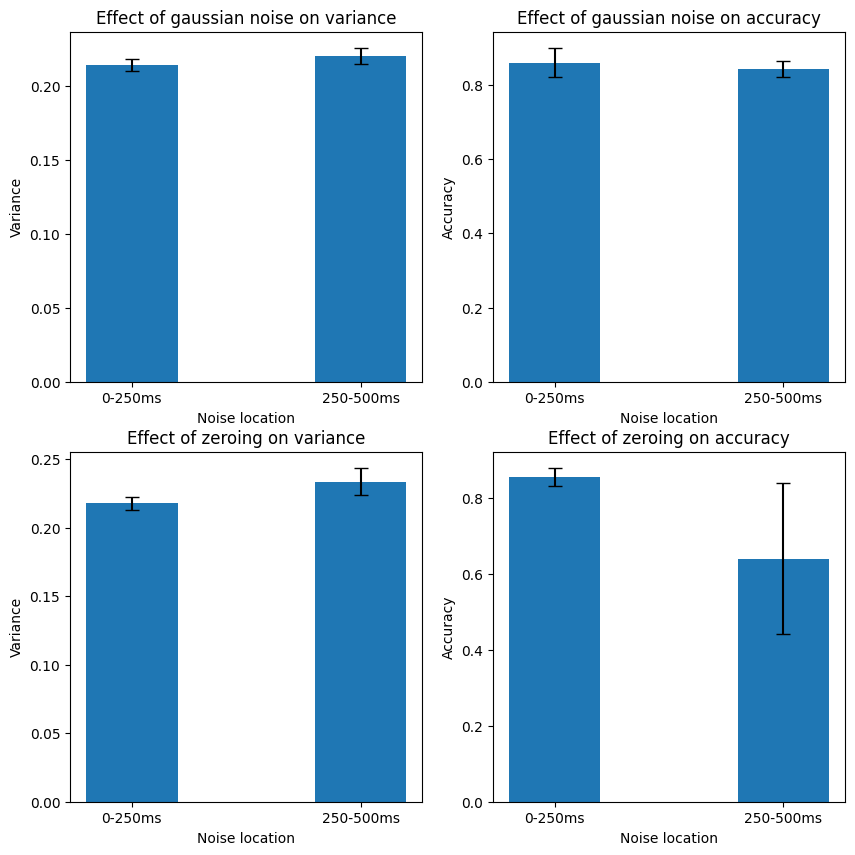 Effect of gaussian noise on variance
Variance
0.20
0.15
0.10
0.05
0.00
0-250ms 250-500ms
Noise location
Effect of gaussian noise on accuracy
Accuracy
0.8
0.6
0.4
0.2
0.0
0-250ms 250-500ms
Noise location
Effect of zeroing on variance
Variance
0.25
0.20
0.15
0.10
0.05
0.00
0-250ms 250-500ms
Noise location
Effect of zeroing on accuracy
Accuracy
0.8
0.6
0.4
0.2
0.0
0-250ms 250-500ms
Noise location